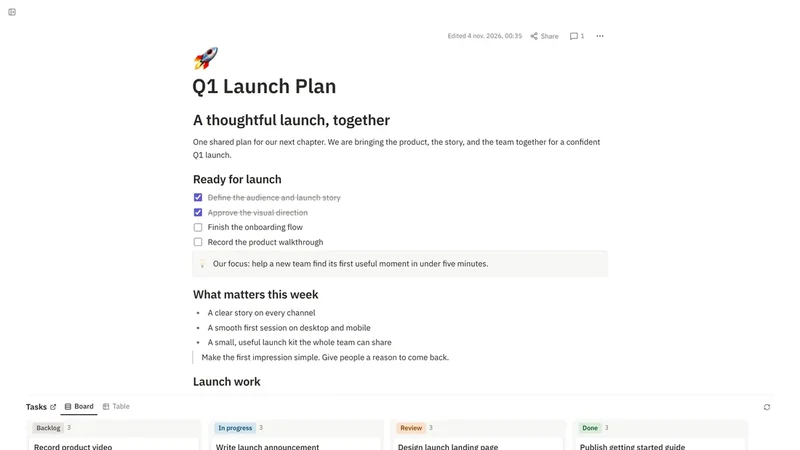 Edited 4 nov. 2026, 00:35 Share 1
Q1 Launch Plan
A thoughtful launch, together
One shared plan for our next chapter. We are bringing the product, the story, and the team together for a confident
Q1 launch.
Ready for launch
Define the audience and launch story
Approve the visual direction
Finish the onboarding flow
Record the product walkthrough
Our focus: help a new team find its first useful moment in under five minutes.
What matters this week
A clear story on every channel
A smooth first session on desktop and mobile
A small, useful launch kit the whole team can share
Make the first impression simple. Give people a reason to come back.
Launch work
Tasks Board Table
Backlog 3 In progress 3 Review 3 Done 3
Record product video Write launch announcement Design launch landing page Publish getting started guide